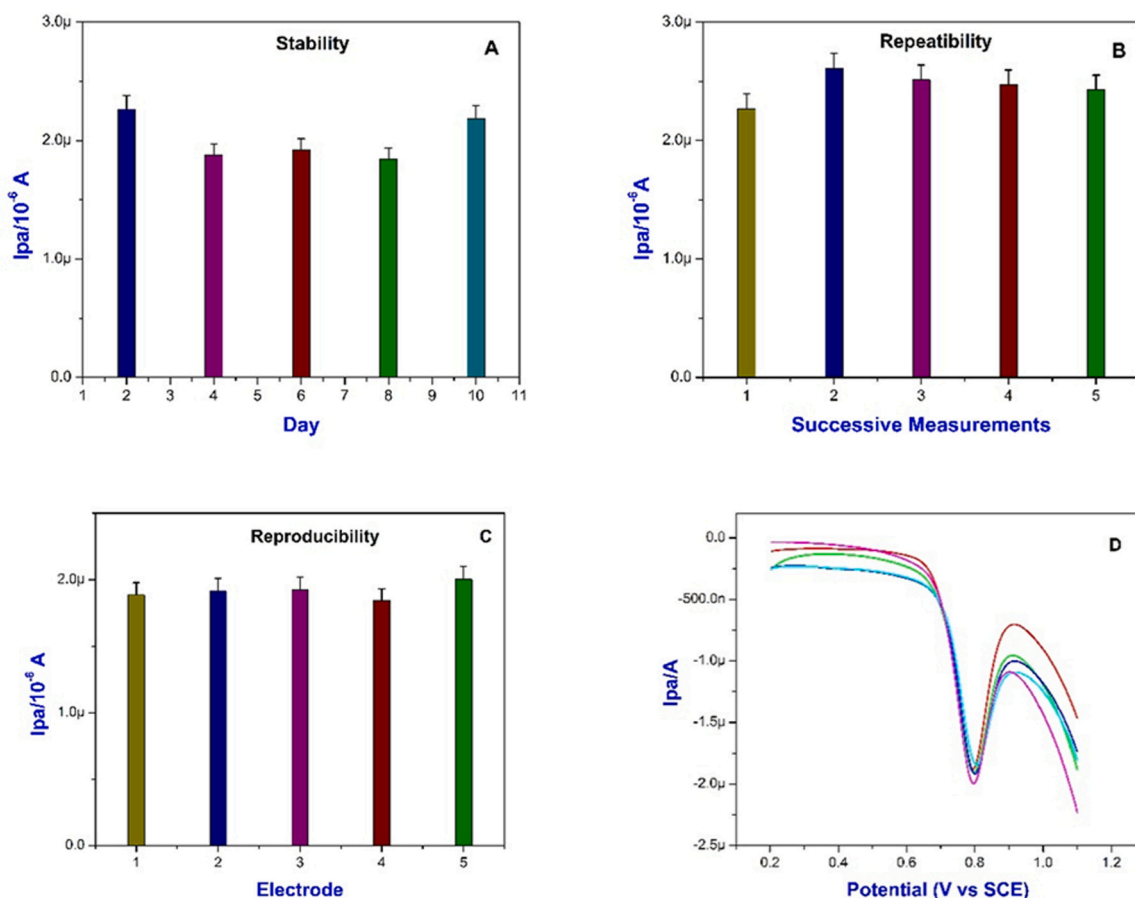 Stability
A
3.0µ
2.0µ
1.0µ
0.0
Ipa/10⁻⁶ A
1 2 3 4 5 6 7 8 9 10 11
Day
Repeatibility
B
3.0µ
2.0µ
1.0µ
0.0
Ipa/10⁻⁶A
1 2 3 4 5
Successive Measurements
Reproducibility
C
2.0µ
1.0µ
0.0
Ipa/10⁻⁶ A
1 2 3 4 5
Electrode
D
0.0
-500.0n
-1.0µ
-1.5µ
-2.0µ
-2.5µ
Ipa/A
0.2 0.4 0.6 0.8 1.0 1.2
Potential (V vs SCE)